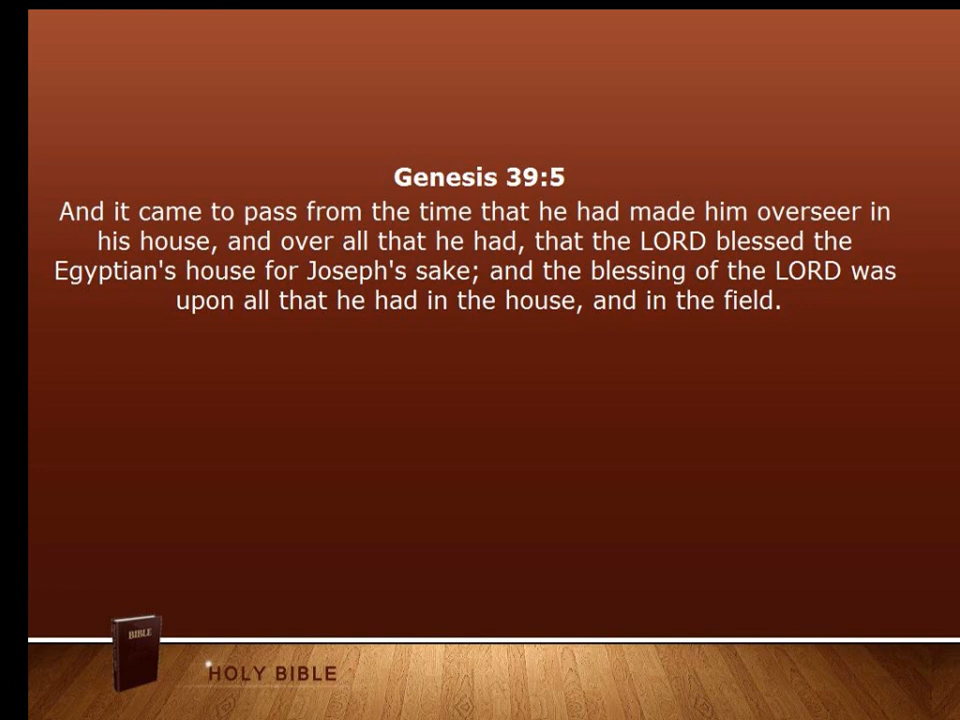 Genesis 39:5
And it came to pass from the time that he had made him overseer in
his house, and over all that he had, that the LORD blessed the
Egyptian's house for Joseph's sake; and the blessing of the LORD was
upon all that he had in the house, and in the field.
BIBLE
HOLY BIBLE